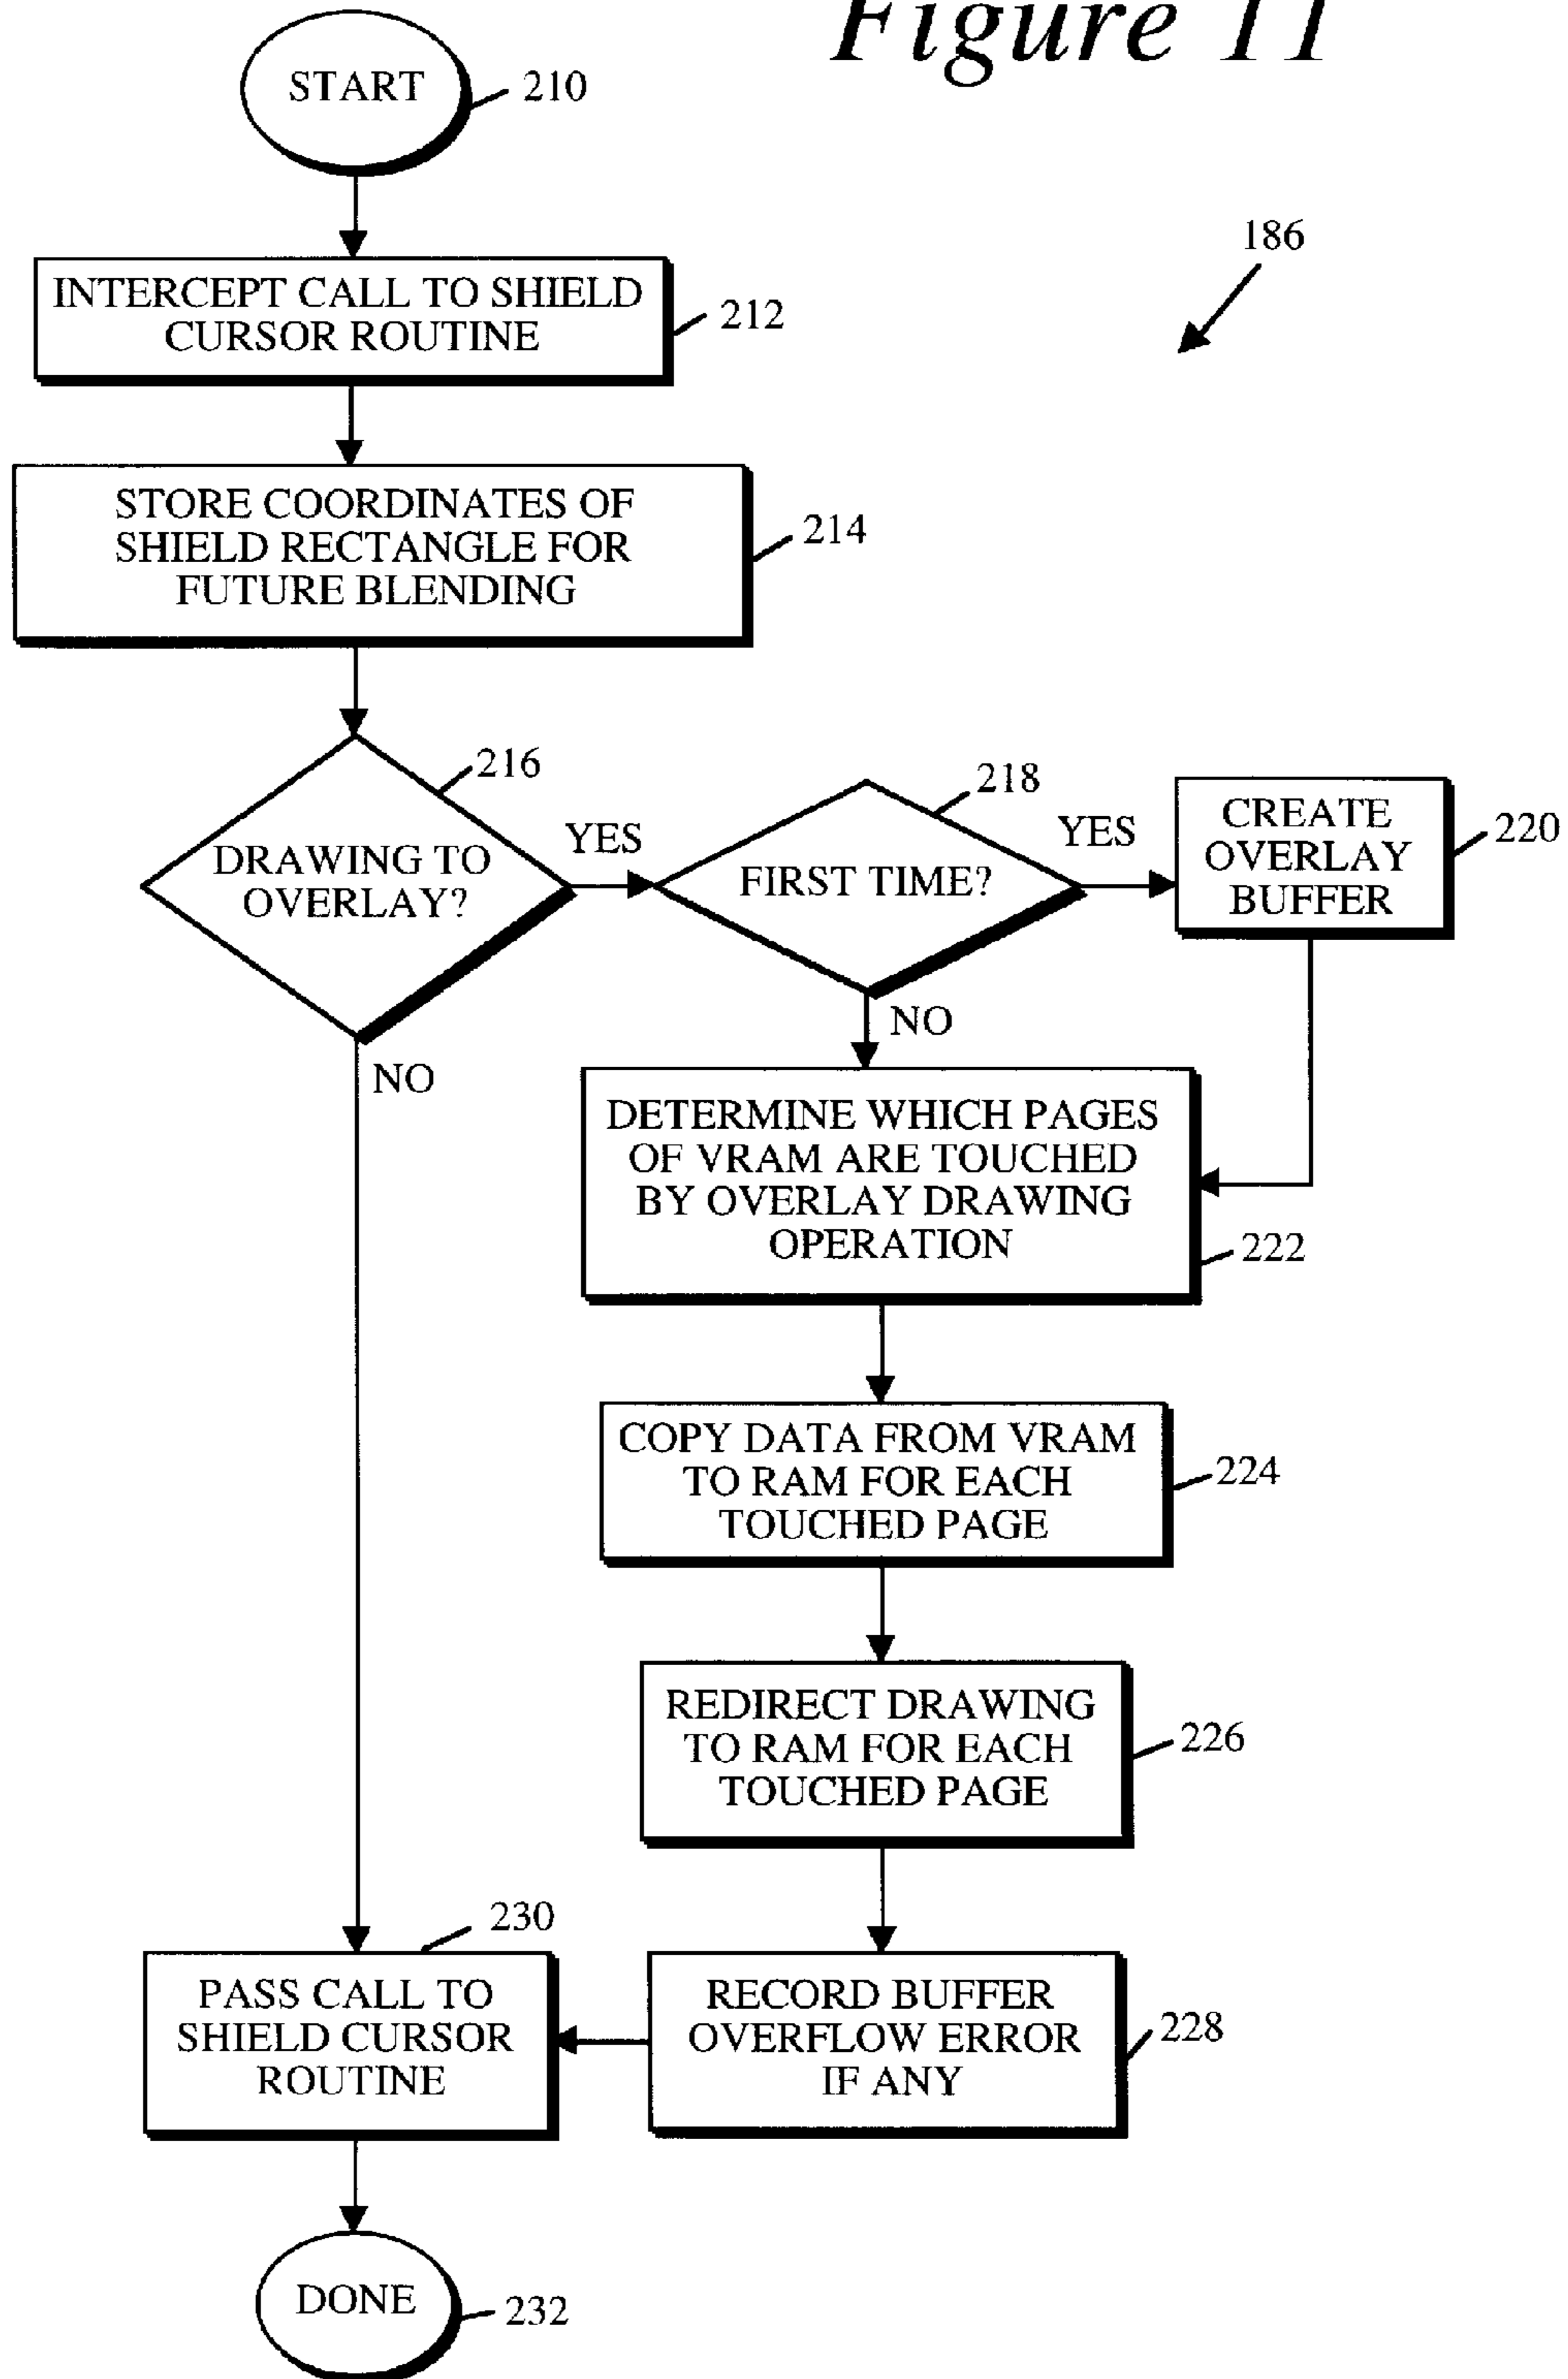 Figure 11
START
210
186
INTERCEPT CALL TO SHIELD
CURSOR ROUTINE
212
STORE COORDINATES OF
SHIELD RECTANGLE FOR
FUTURE BLENDING
214
216
DRAWING TO
OVERLAY?
YES
218
FIRST TIME?
YES
CREATE
OVERLAY
BUFFER
220
NO
NO
DETERMINE WHICH PAGES
OF VRAM ARE TOUCHED
BY OVERLAY DRAWING
OPERATION
222
COPY DATA FROM VRAM
TO RAM FOR EACH
TOUCHED PAGE
224
REDIRECT DRAWING
TO RAM FOR EACH
TOUCHED PAGE
226
230
PASS CALL TO
SHIELD CURSOR
ROUTINE
RECORD BUFFER
OVERFLOW ERROR
IF ANY
228
DONE
232